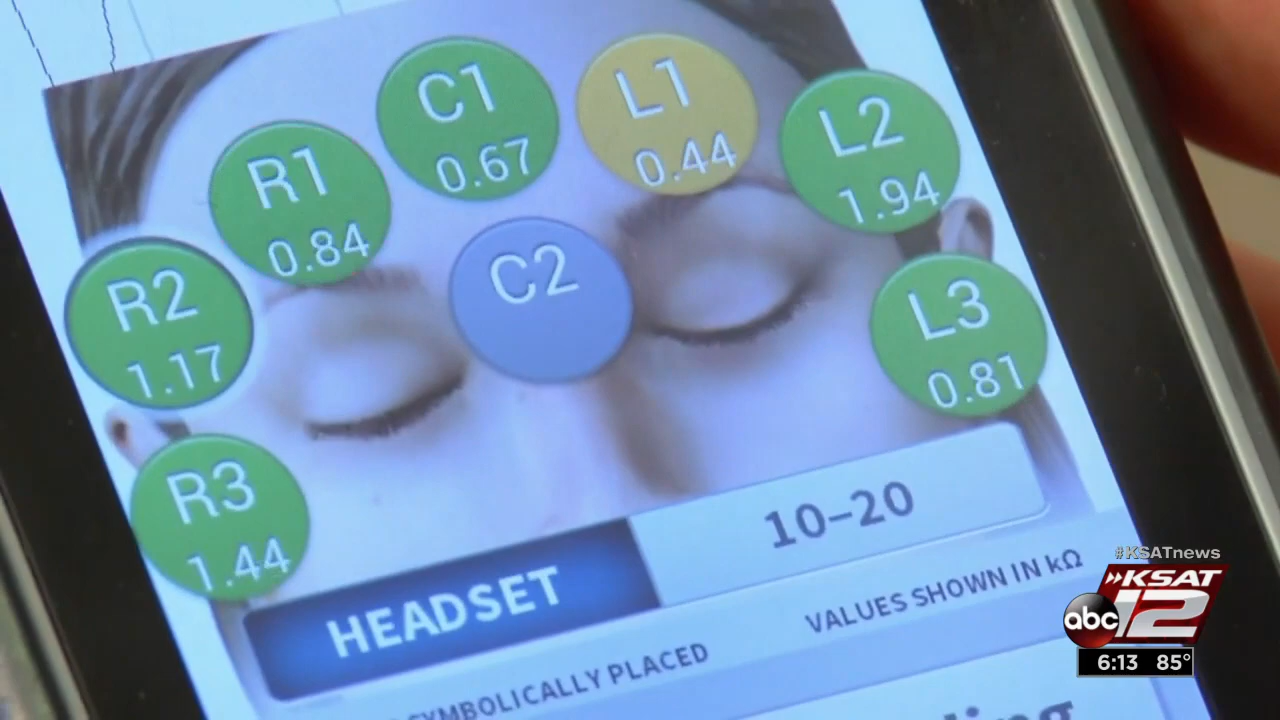 C1
0.67
L1
0.44
L2
1.94
R1
0.84
C2
R2
1.17
L3
0.81
R3
1.44
HEADSET
10–20
VALUES SHOWN IN kΩ
SYMBOLICALLY PLACED
#KSATnews
KSAT
abc 12
6:13 85°